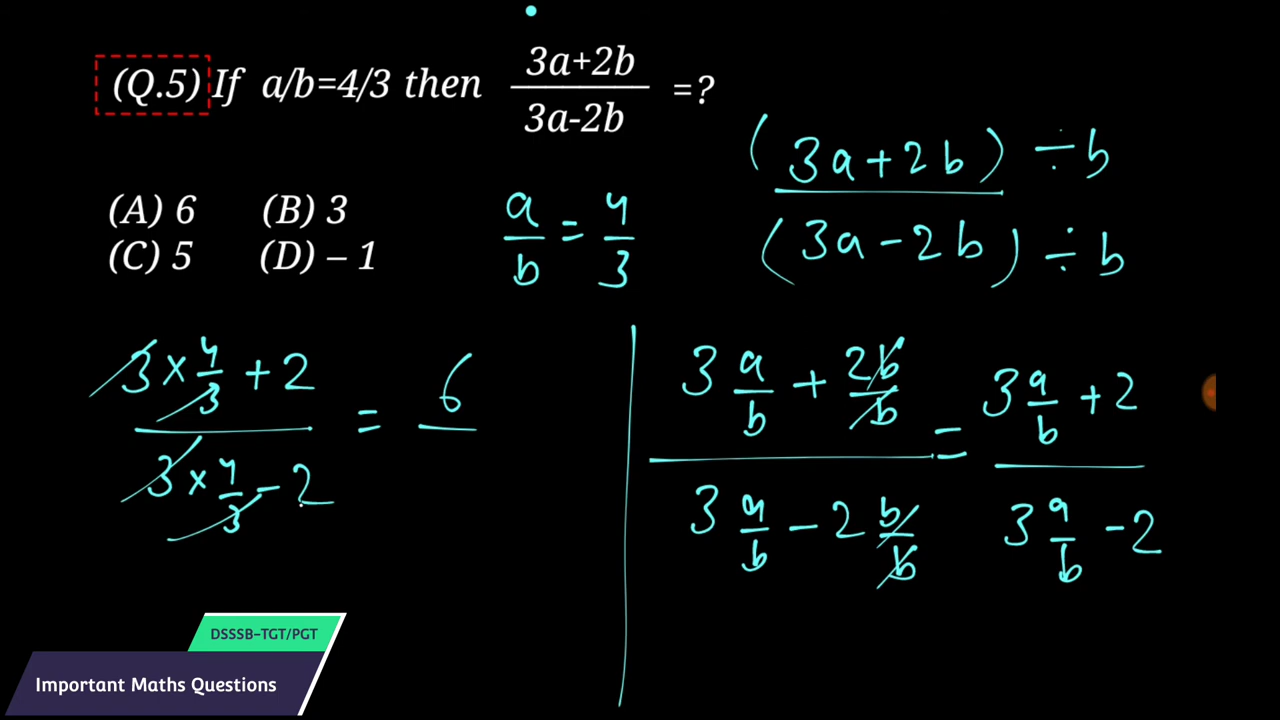 (Q.5) If a/b=4/3 then 3a+2b / 3a-2b =?
(A) 6 (B) 3
(C) 5 (D) – 1
a/b = 4/3
(3a+2b) ÷ b
(3a-2b) ÷ b
3 × 4/3 + 2 = 6
3 × 4/3 - 2
3 a/b + 2b/b = 3 a/b + 2
3 a/b - 2 b/b 3 a/b - 2
DSSSB-TGT/PGT
Important Maths Questions